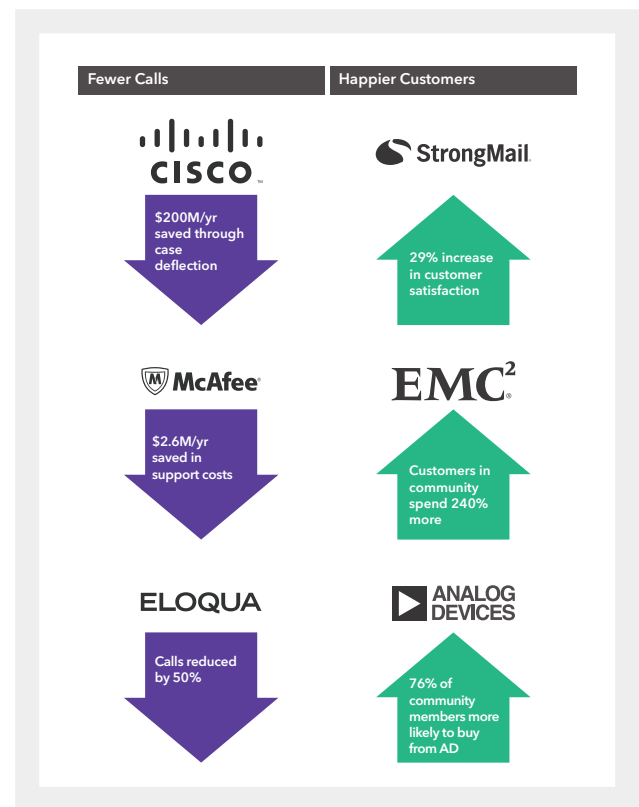 Fewer Calls
Happier Customers
CISCO™
StrongMail
$200M/yr
saved through
case
deflection
29% increase
in customer
satisfaction
M McAfee®
EMC²®
$2.6M/yr
saved in
support costs
Customers in
community
spend 240%
more
ELOQUA
ANALOG
DEVICES
Calls reduced
by 50%
76% of
community
members more
likely to buy
from AD